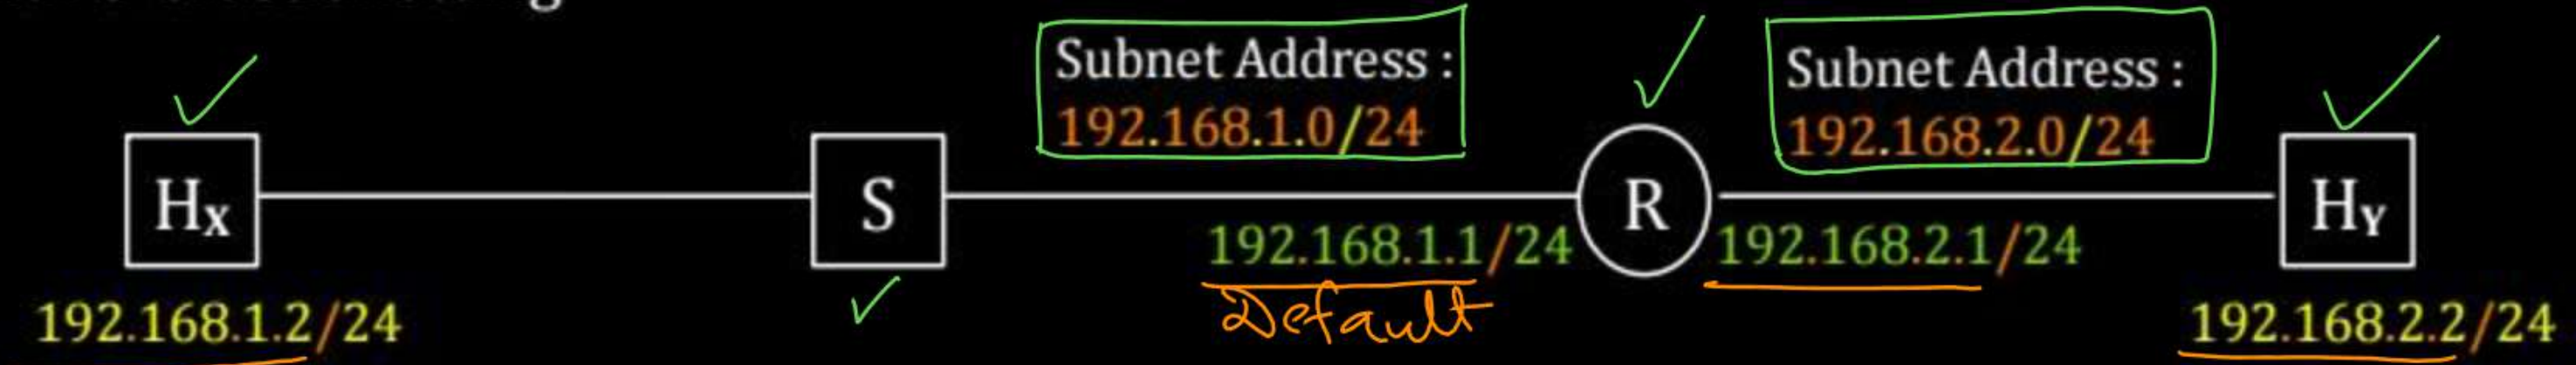 Subnet Address :
192.168.1.0/24
Subnet Address :
192.168.2.0/24
Hx
S
R
HY
192.168.1.1/24
192.168.2.1/24
Default
192.168.1.2/24
192.168.2.2/24